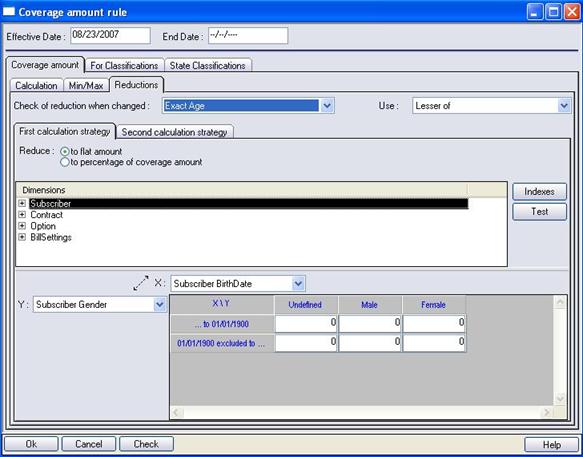 Coverage amount rule
Effective Date : 08/23/2007 End Date : --/--/----
Coverage amount For Classifications State Classifications
Calculation Min/Max Reductions
Check of reduction when changed : Exact Age Use : Lesser of
First calculation strategy Second calculation strategy
Reduce : to flat amount
to percentage of coverage amount
Dimensions
Subscriber
Contract
Option
BillSettings
Indexes
Test
X : Subscriber BirthDate
Y : Subscriber Gender
X \ Y Undefined Male Female
... to 01/01/1900 0 0 0
01/01/1900 excluded to ... 0 0 0
Ok Cancel Check Help